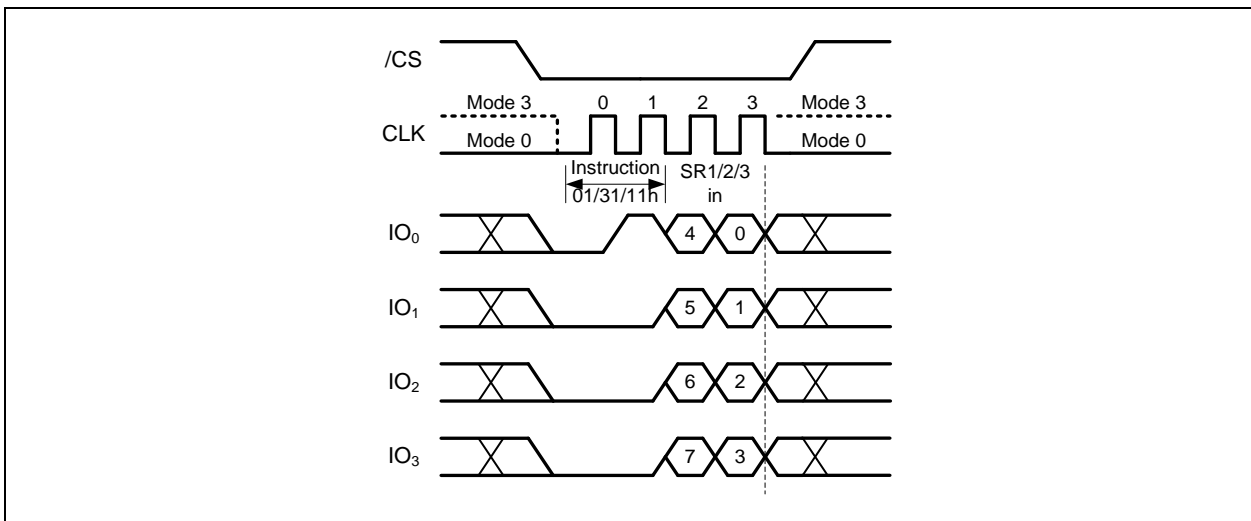 /CS
Mode 3 0 1 2 3 Mode 3
CLK
Mode 0 Mode 0
Instruction SR1/2/3
01/31/11h in
IO0 4 0
IO1 5 1
IO2 6 2
IO3 7 3